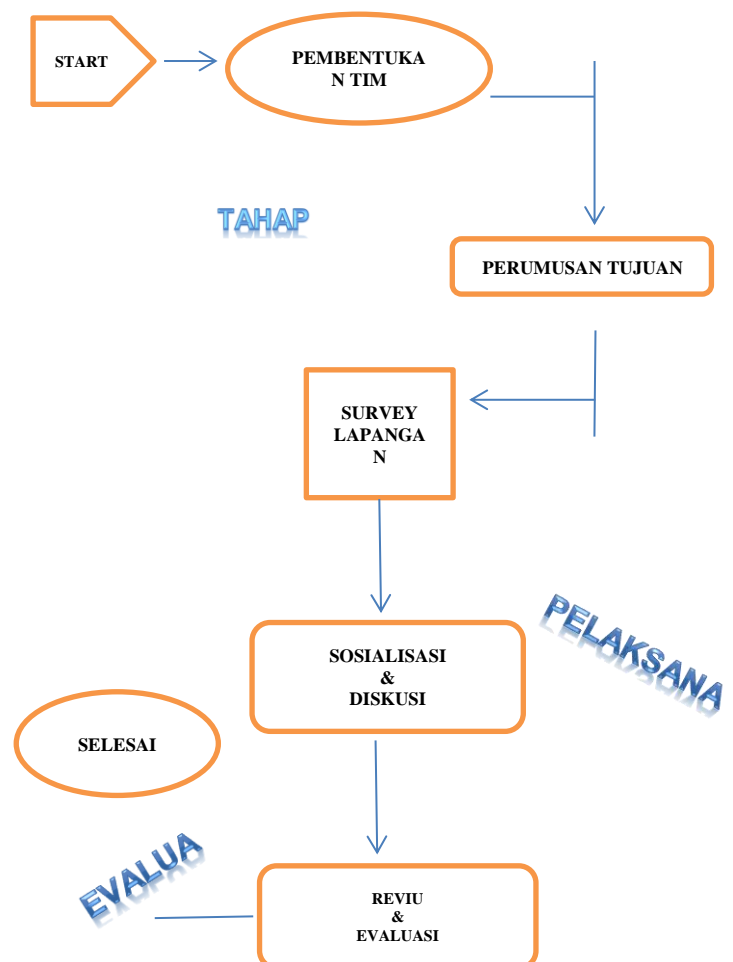 START
PEMBENTUKA
N TIM
TAHAP
PERUMUSAN TUJUAN
SURVEY
LAPANGA
N
PELAKSANA
SOSIALISASI
&
DISKUSI
SELESAI
EVALUA
REVIU
&
EVALUASI